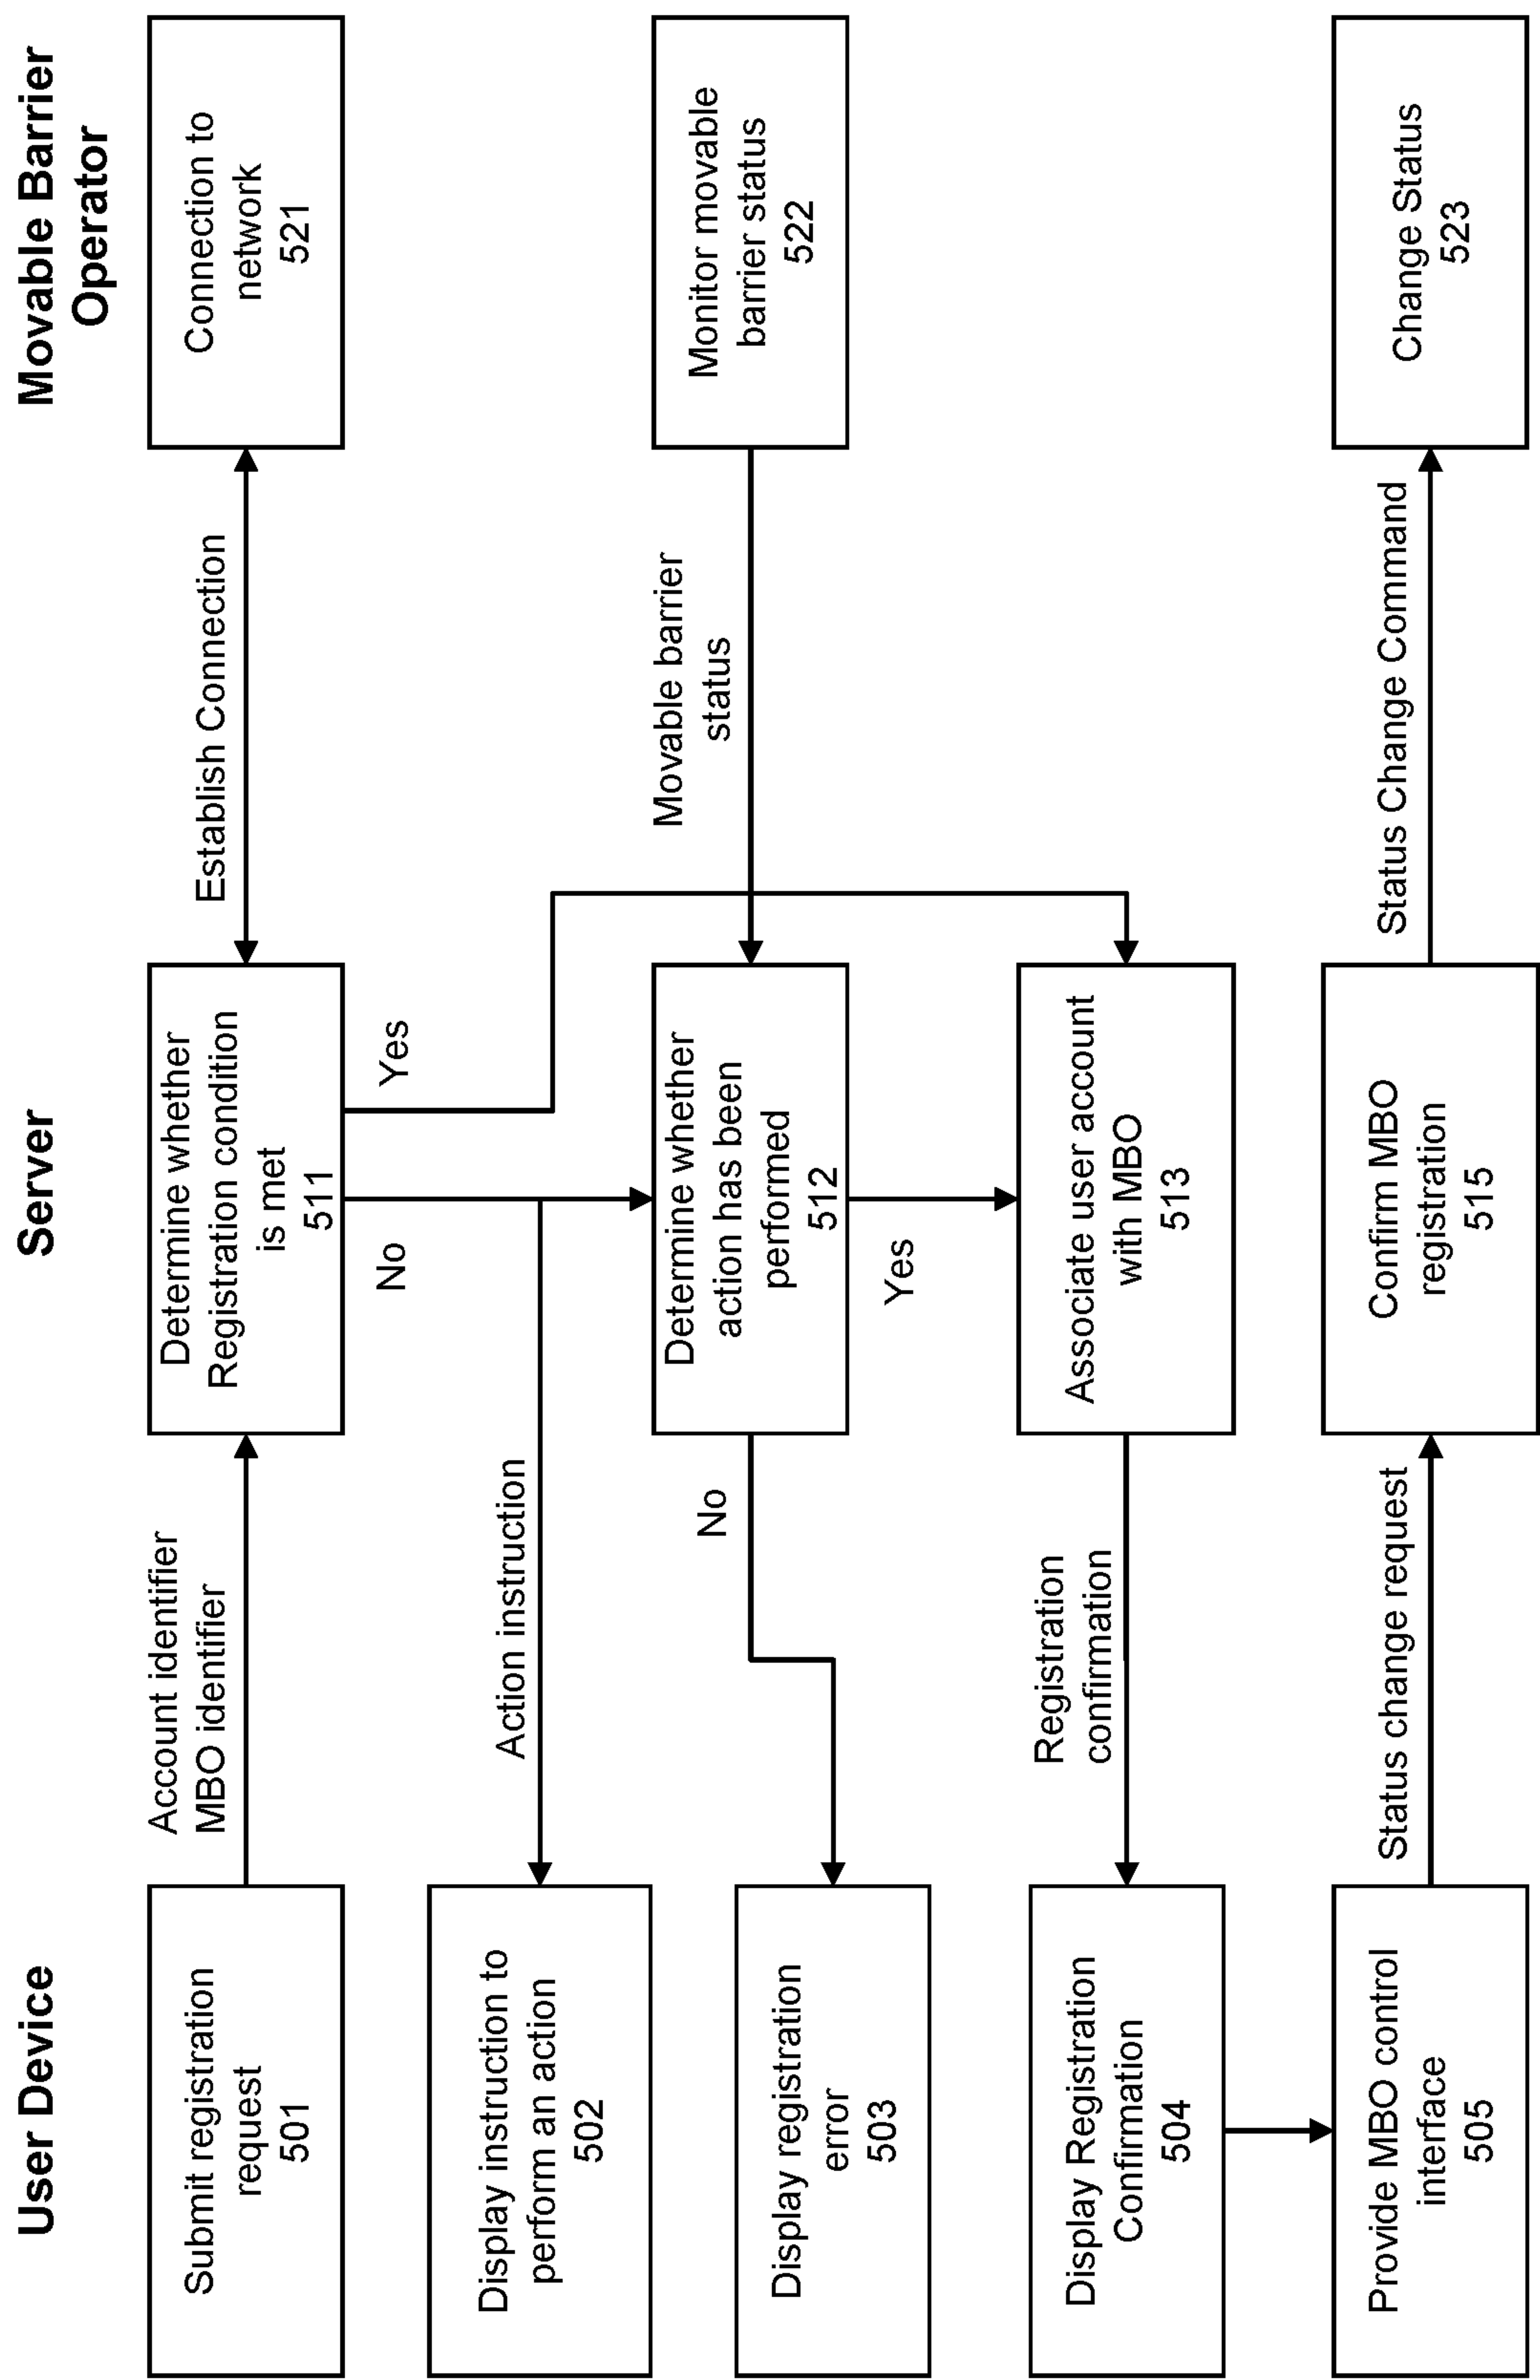 User Device
Server
Movable Barrier
Operator
Submit registration
request
501
Account identifier
MBO identifier
Determine whether
Registration condition
is met
511
Establish Connection
Connection to
network
521
No
Yes
Display instruction to
perform an action
502
Action instruction
Determine whether
action has been
performed
512
Movable barrier
status
Monitor movable
barrier status
522
Display registration
error
503
No
Yes
Display Registration
Confirmation
504
Registration
confirmation
Associate user account
with MBO
513
Provide MBO control
interface
505
Status change request
Confirm MBO
registration
515
Status Change Command
Change Status
523